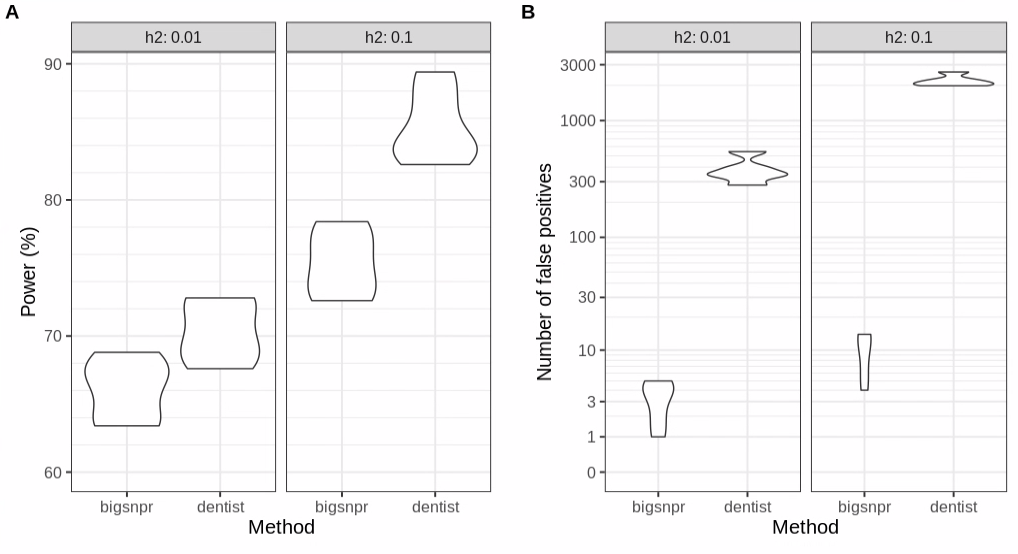 A
h2: 0.01
h2: 0.1
90
80
70
60
Power (%)
bigsnpr
dentist
bigsnpr
dentist
Method
B
h2: 0.01
h2: 0.1
3000
1000
300
100
30
10
3
1
0
Number of false positives
bigsnpr
dentist
bigsnpr
dentist
Method